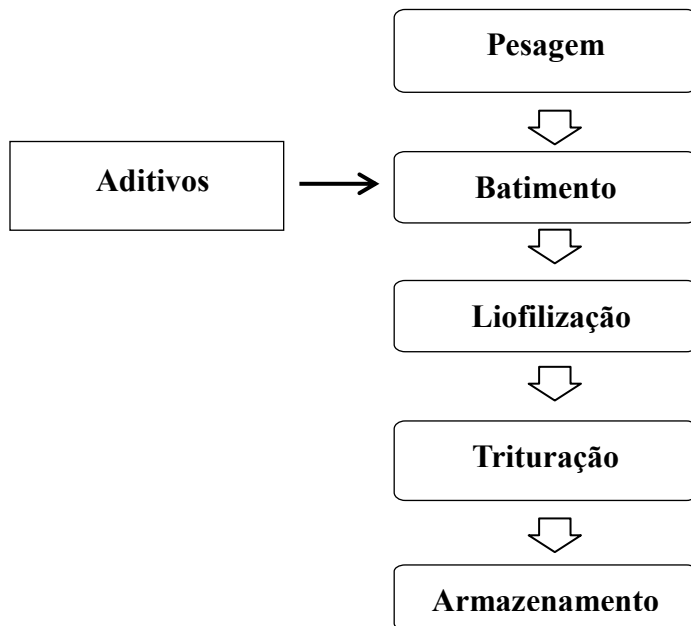 Pesagem
Aditivos
Batimento
Liofilização
Trituração
Armazenamento